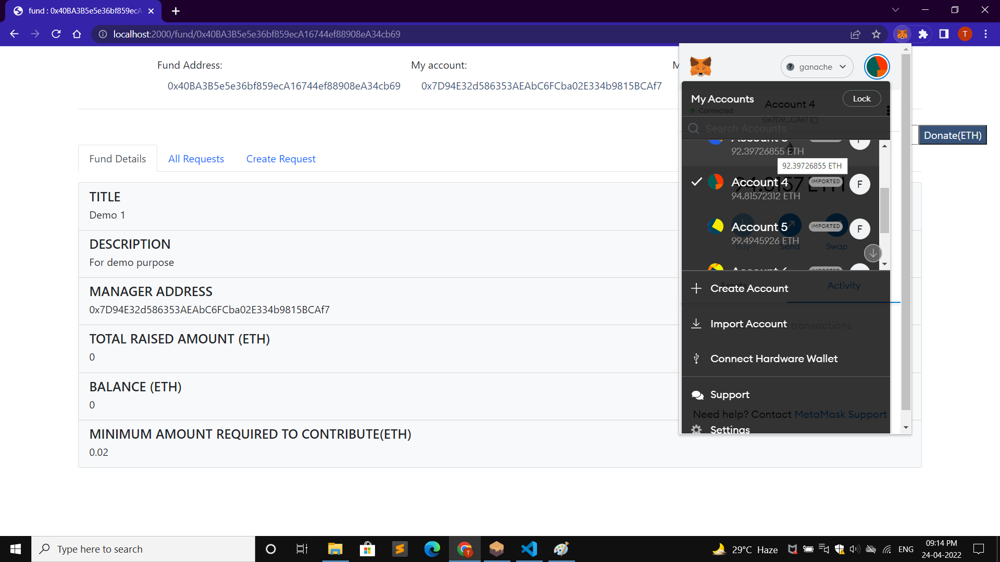 fund : 0x40BA3B5e5e36bf859ecA
localhost:2000/fund/0x40BA3B5e5e36bf859ecA16744ef88908eA34cb69
T
Fund Address:
0x40BA3B5e5e36bf859ecA16744ef88908eA34cb69
My account:
0x7D94E32d586353AEAbC6FCba02E334b9815BCAf7
M
Donate(ETH)
Fund Details
All Requests
Create Request
TITLE
Demo 1
DESCRIPTION
For demo purpose
MANAGER ADDRESS
0x7D94E32d586353AEAbC6FCba02E334b9815BCAf7
TOTAL RAISED AMOUNT (ETH)
0
BALANCE (ETH)
0
MINIMUM AMOUNT REQUIRED TO CONTRIBUTE(ETH)
0.02
ganache
My Accounts
Lock
Account 4
Connected
0x7D9...CAf7
Search Accounts
92.39726855 ETH
92.39726855 ETH
Account 4
IMPORTED
F
94.81572312 ETH
94.8157 ETH
Account 5
IMPORTED
F
99.4945926 ETH
Buy
Send
Swap
Create Account
Activity
Import Account
transactions
Connect Hardware Wallet
Support
Need help? Contact MetaMask Support
Settings
Type here to search
29°C Haze
ENG
09:14 PM
24-04-2022